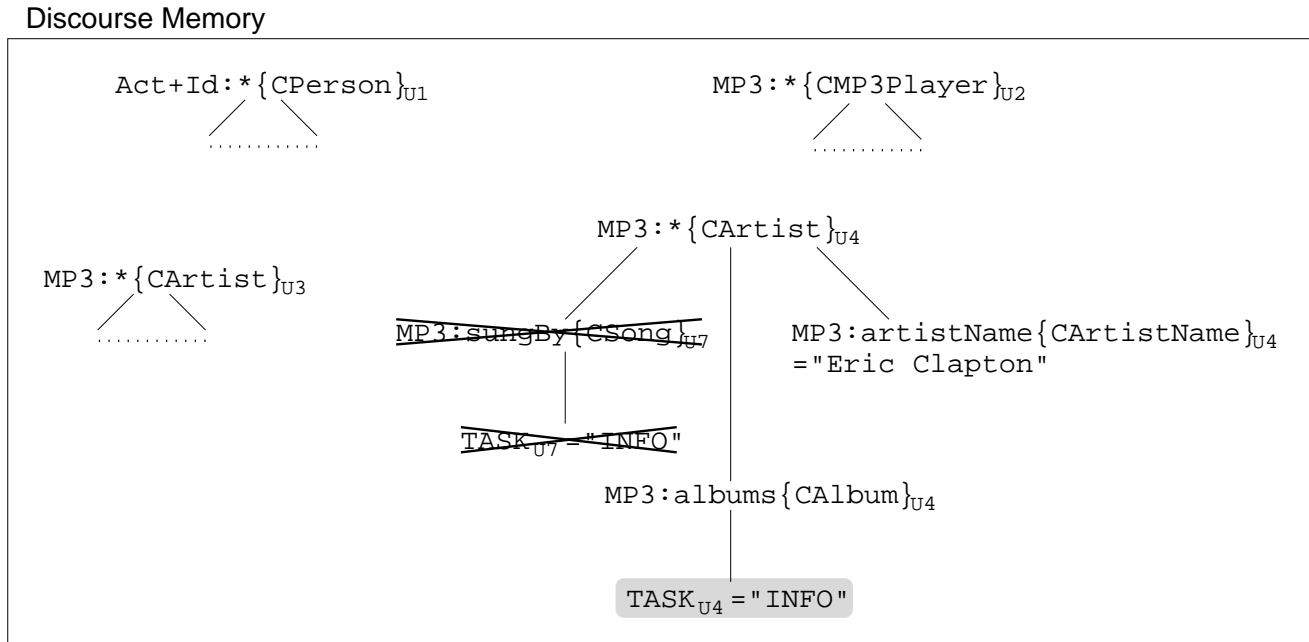 Discourse Memory
Act+Id:*{CPerson}U1
MP3:*{CMP3Player}U2
MP3:*{CArtist}U4
MP3:*{CArtist}U3
MP3:sungBy{CSong}U7
MP3:artistName{CArtistName}U4
="Eric Clapton"
TASKU7="INFO"
MP3:albums{CAlbum}U4
TASKU4="INFO"